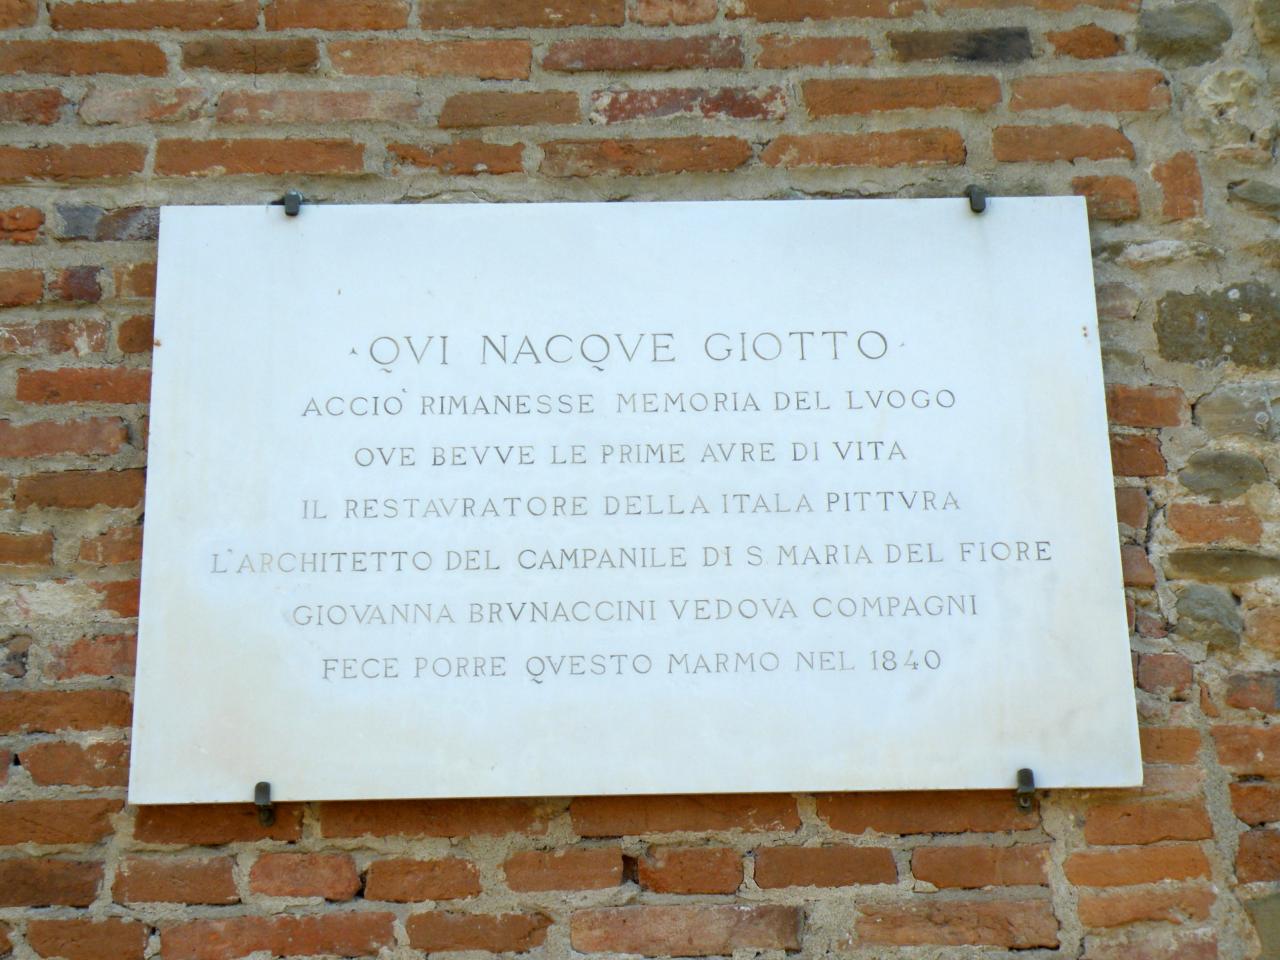 ·QVI NACQVE GIOTTO·
ACCIÒ RIMANESSE MEMORIA DEL LVOGO
OVE BEVVE LE PRIME AVRE DI VITA
IL RESTAVRATORE DELLA ITALA PITTVRA
L'ARCHITETTO DEL CAMPANILE DI S MARIA DEL FIORE
GIOVANNA BRVNACCINI VEDOVA COMPAGNI
FECE PORRE QVESTO MARMO NEL 1840